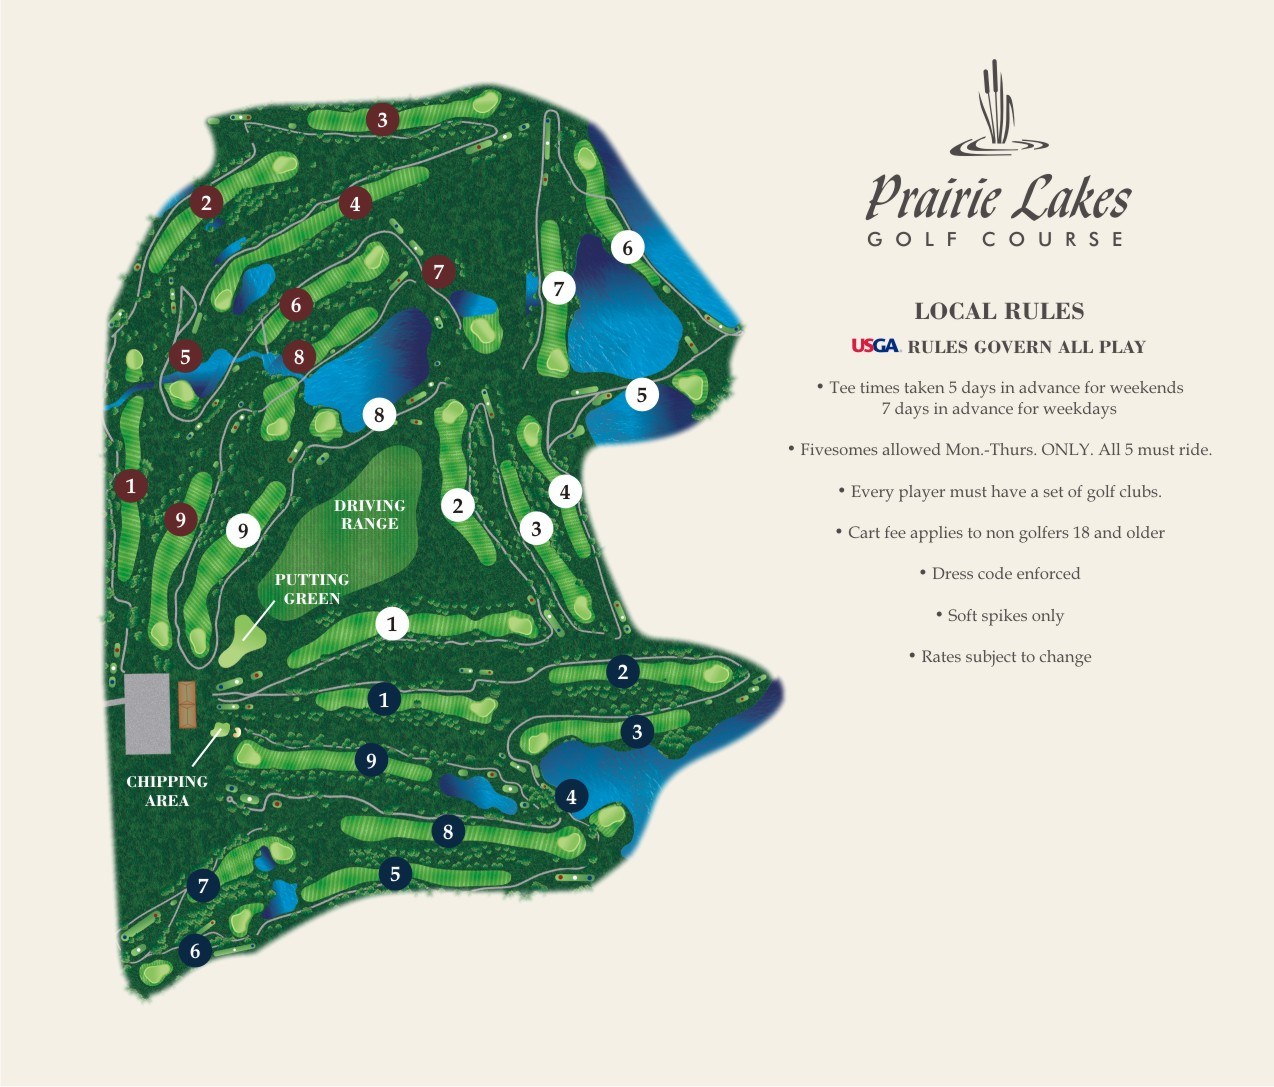 3
2
4
6
7
6
7
5
8
5
8
1
9
9
2
4
3
DRIVING
RANGE
PUTTING
GREEN
1
2
1
3
9
4
CHIPPING
AREA
8
5
7
6
Prairie Lakes
GOLF COURSE
LOCAL RULES
USGA. RULES GOVERN ALL PLAY
• Tee times taken 5 days in advance for weekends
7 days in advance for weekdays
• Fivesomes allowed Mon.-Thurs. ONLY. All 5 must ride.
• Every player must have a set of golf clubs.
• Cart fee applies to non golfers 18 and older
• Dress code enforced
• Soft spikes only
• Rates subject to change